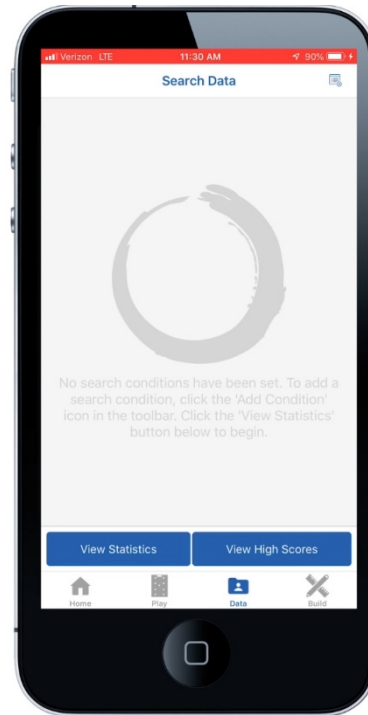 Verizon LTE 11:30 AM 90%
Search Data
No search conditions have been set. To add a
search condition, click the 'Add Condition'
icon in the toolbar. Click the 'View Statistics'
button below to begin.
View Statistics View High Scores
Home Play Data Build